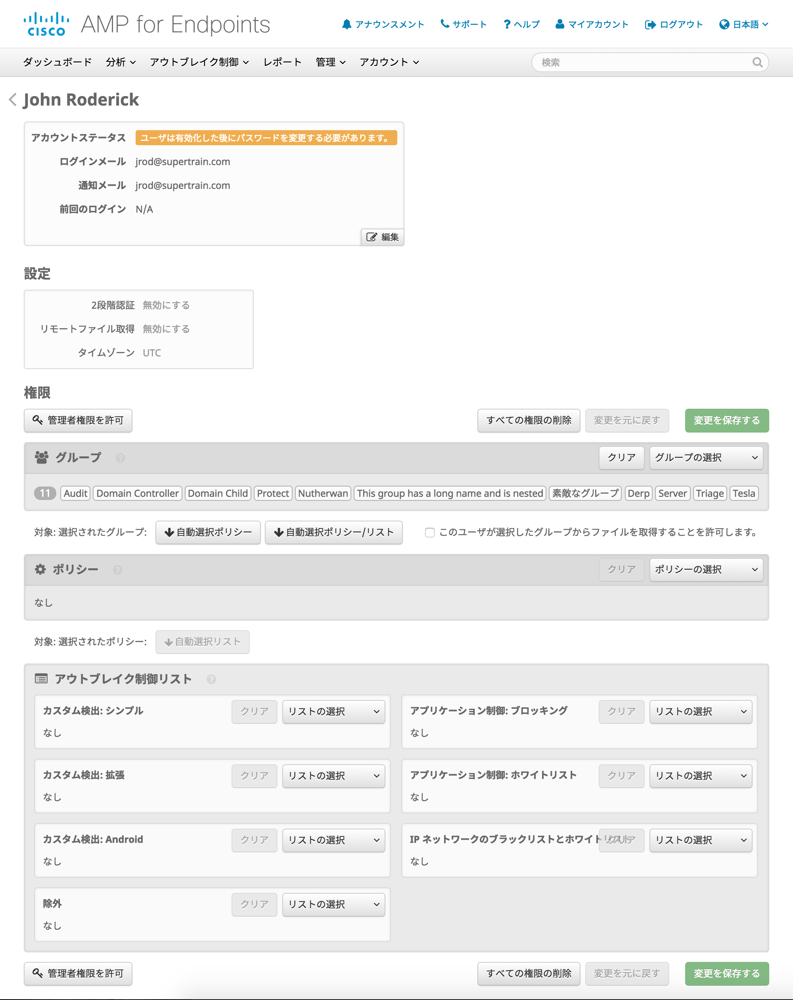 CISCO AMP for Endpoints アナウンスメント サポート ? ヘルプ マイアカウント ログアウト 日本語
ダッシュボード 分析 アウトブレイク制御 レポート 管理 アカウント 検索
John Roderick
アカウントステータス ユーザは有効化した後にパスワードを変更する必要があります。
ログインメール jrod@supertrain.com
通知メール jrod@supertrain.com
前回のログイン N/A
編集
設定
2段階認証 無効にする
リモートファイル取得 無効にする
タイムゾーン UTC
権限
管理者権限を許可 すべての権限の削除 変更を元に戻す 変更を保存する
グループ ? クリア グループの選択
11 Audit Domain Controller Domain Child Protect Nutherwan This group has a long name and is nested 素敵なグループ Derp Server Triage Tesla
対象: 選択されたグループ: 自動選択ポリシー 自動選択ポリシー/リスト このユーザが選択したグループからファイルを取得することを許可します。
ポリシー ? クリア ポリシーの選択
なし
対象: 選択されたポリシー: 自動選択リスト
アウトブレイク制御リスト ?
カスタム検出: シンプル クリア リストの選択
なし
アプリケーション制御: ブロッキング クリア リストの選択
なし
カスタム検出: 拡張 クリア リストの選択
なし
アプリケーション制御: ホワイトリスト クリア リストの選択
なし
カスタム検出: Android クリア リストの選択
なし
IP ネットワークのブラックリストとホワイトリスト クリア リストの選択
なし
除外 クリア リストの選択
なし
管理者権限を許可 すべての権限の削除 変更を元に戻す 変更を保存する